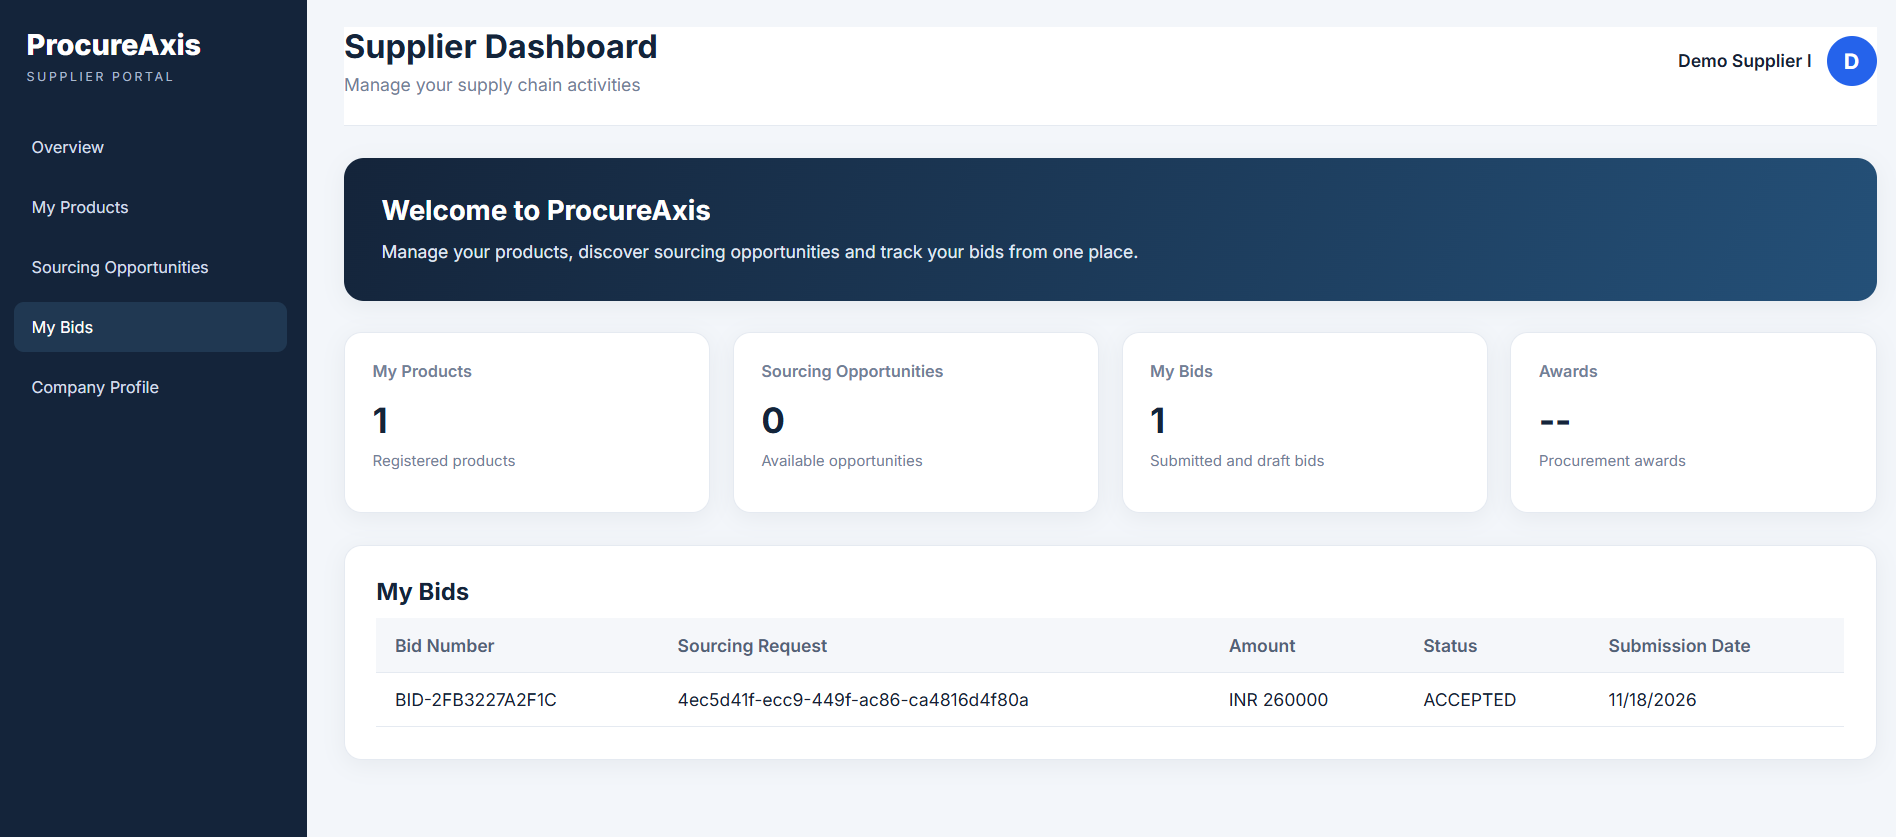 ProcureAxis
SUPPLIER PORTAL
Overview
My Products
Sourcing Opportunities
My Bids
Company Profile
Supplier Dashboard
Manage your supply chain activities
Demo Supplier I
D
Welcome to ProcureAxis
Manage your products, discover sourcing opportunities and track your bids from one place.
My Products
1
Registered products
Sourcing Opportunities
0
Available opportunities
My Bids
1
Submitted and draft bids
Awards
--
Procurement awards
My Bids
Bid Number Sourcing Request Amount Status Submission Date
BID-2FB3227A2F1C 4ec5d41f-ecc9-449f-ac86-ca4816d4f80a INR 260000 ACCEPTED 11/18/2026